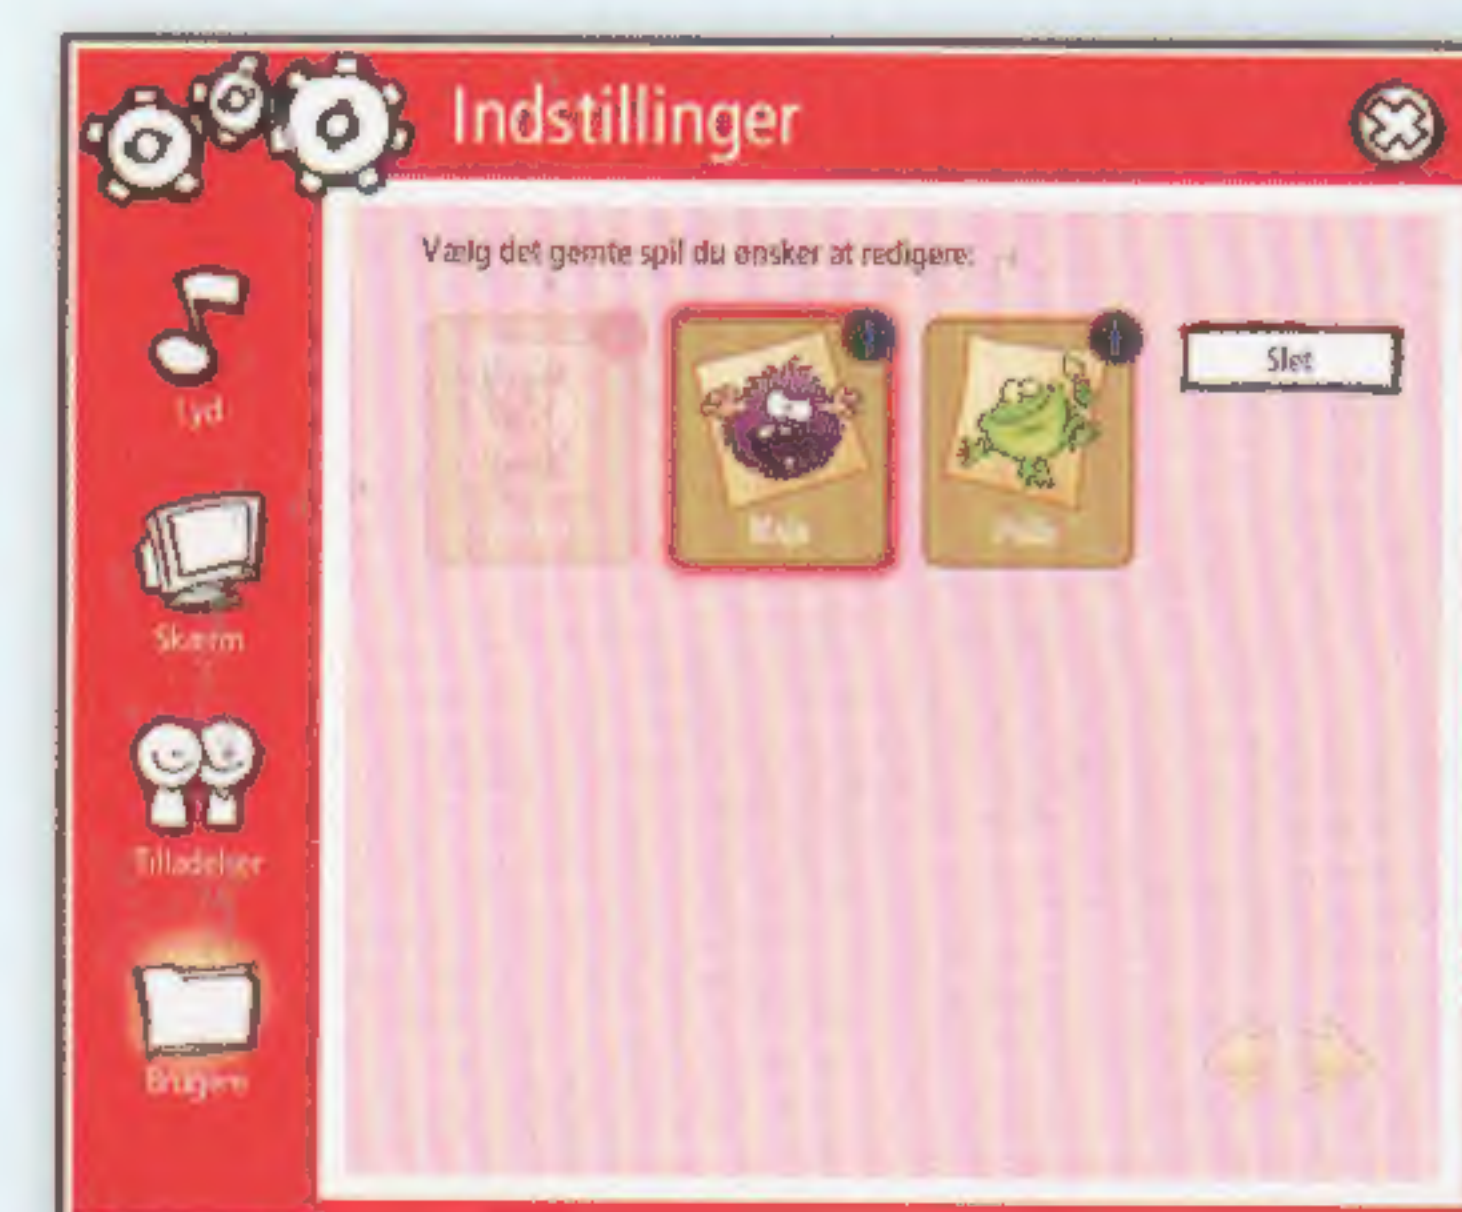 Indstillinger
Vælg det gemte spil du ønsker at redigere:
Slet
Lyd
Skærm
Tilladelser
Brugere